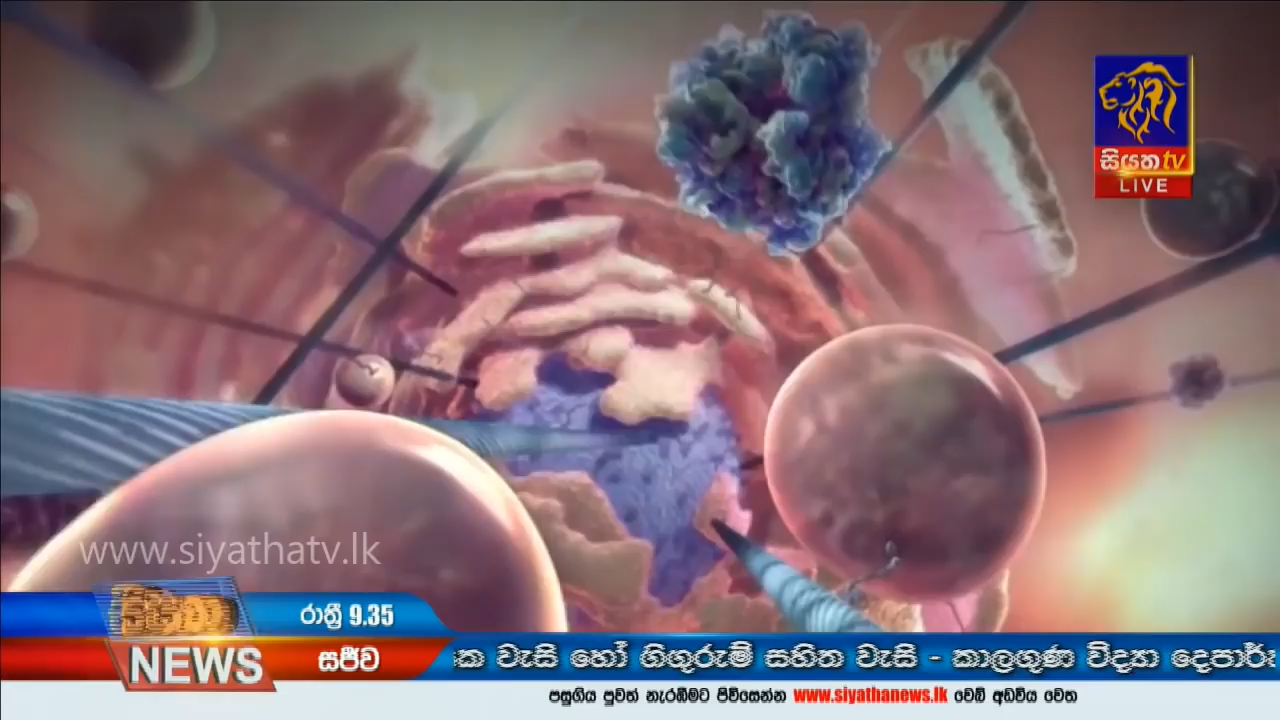 සියත tv
LIVE
www.siyathatv.lk
සියත
රාත්‍රී 9.35
NEWS
සජීව
වැසි හෝ ගිගුරුම් සහිත වැසි - කාලගුණ විද්‍යා
පසුගිය පුවත් නැරඹීමට පිවිසෙන්න www.siyathanews.lk වෙබ් අඩවිය වෙත